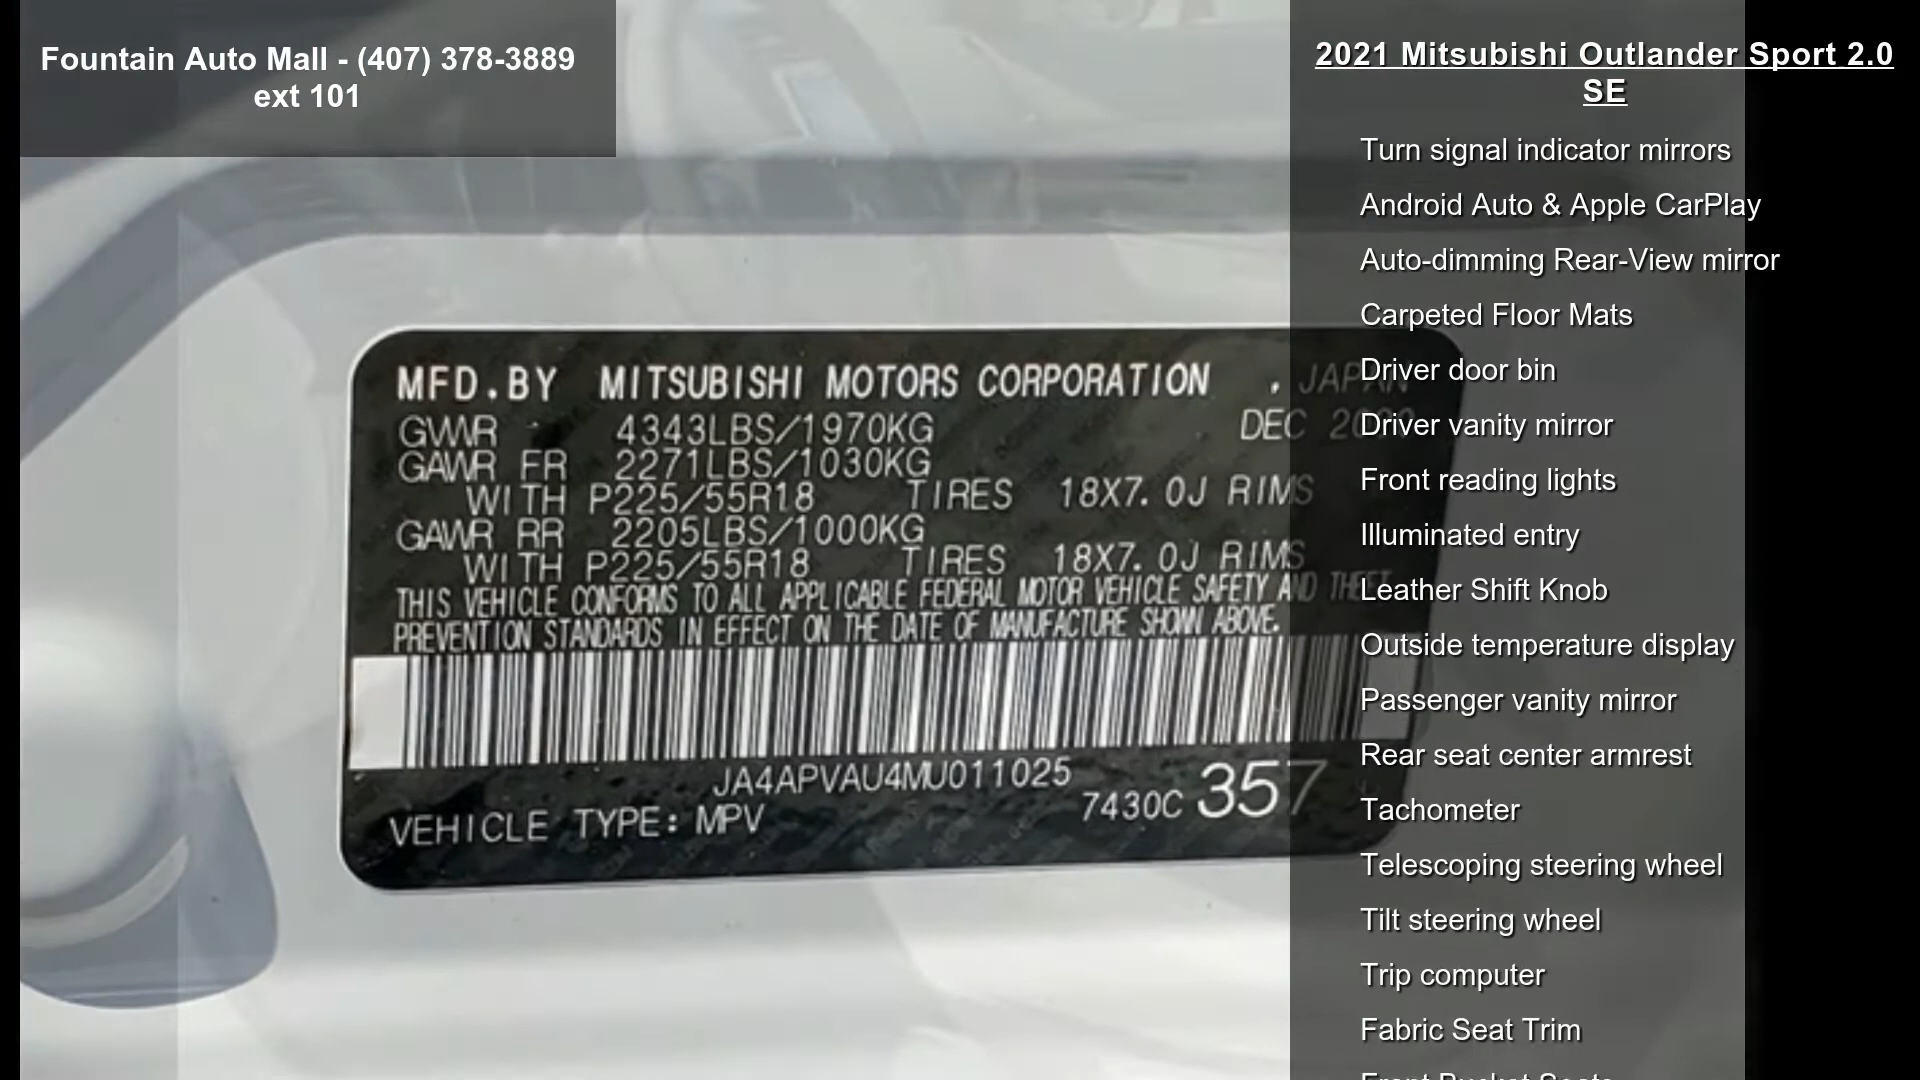 Fountain Auto Mall - (407) 378-3889
ext 101
2021 Mitsubishi Outlander Sport 2.0
SE
Turn signal indicator mirrors
Android Auto & Apple CarPlay
Auto-dimming Rear-View mirror
Carpeted Floor Mats
Driver door bin
Driver vanity mirror
Front reading lights
Illuminated entry
Leather Shift Knob
Outside temperature display
Passenger vanity mirror
Rear seat center armrest
Tachometer
Telescoping steering wheel
Tilt steering wheel
Trip computer
Fabric Seat Trim
Front Bucket Seats
MFD.BY MITSUBISHI MOTORS CORPORATION . JAPAN
GVWR 4343LBS/1970KG DEC 2020
GAWR FR 2271LBS/1030KG
WITH P225/55R18 TIRES 18X7.0J RIMS
GAWR RR 2205LBS/1000KG
WITH P225/55R18 TIRES 18X7.0J RIMS
THIS VEHICLE CONFORMS TO ALL APPLICABLE FEDERAL MOTOR VEHICLE SAFETY AND THEFT
PREVENTION STANDARDS IN EFFECT ON THE DATE OF MANUFACTURE SHOWN ABOVE.
JA4APVAU4MU011025
7430C 357
VEHICLE TYPE: MPV